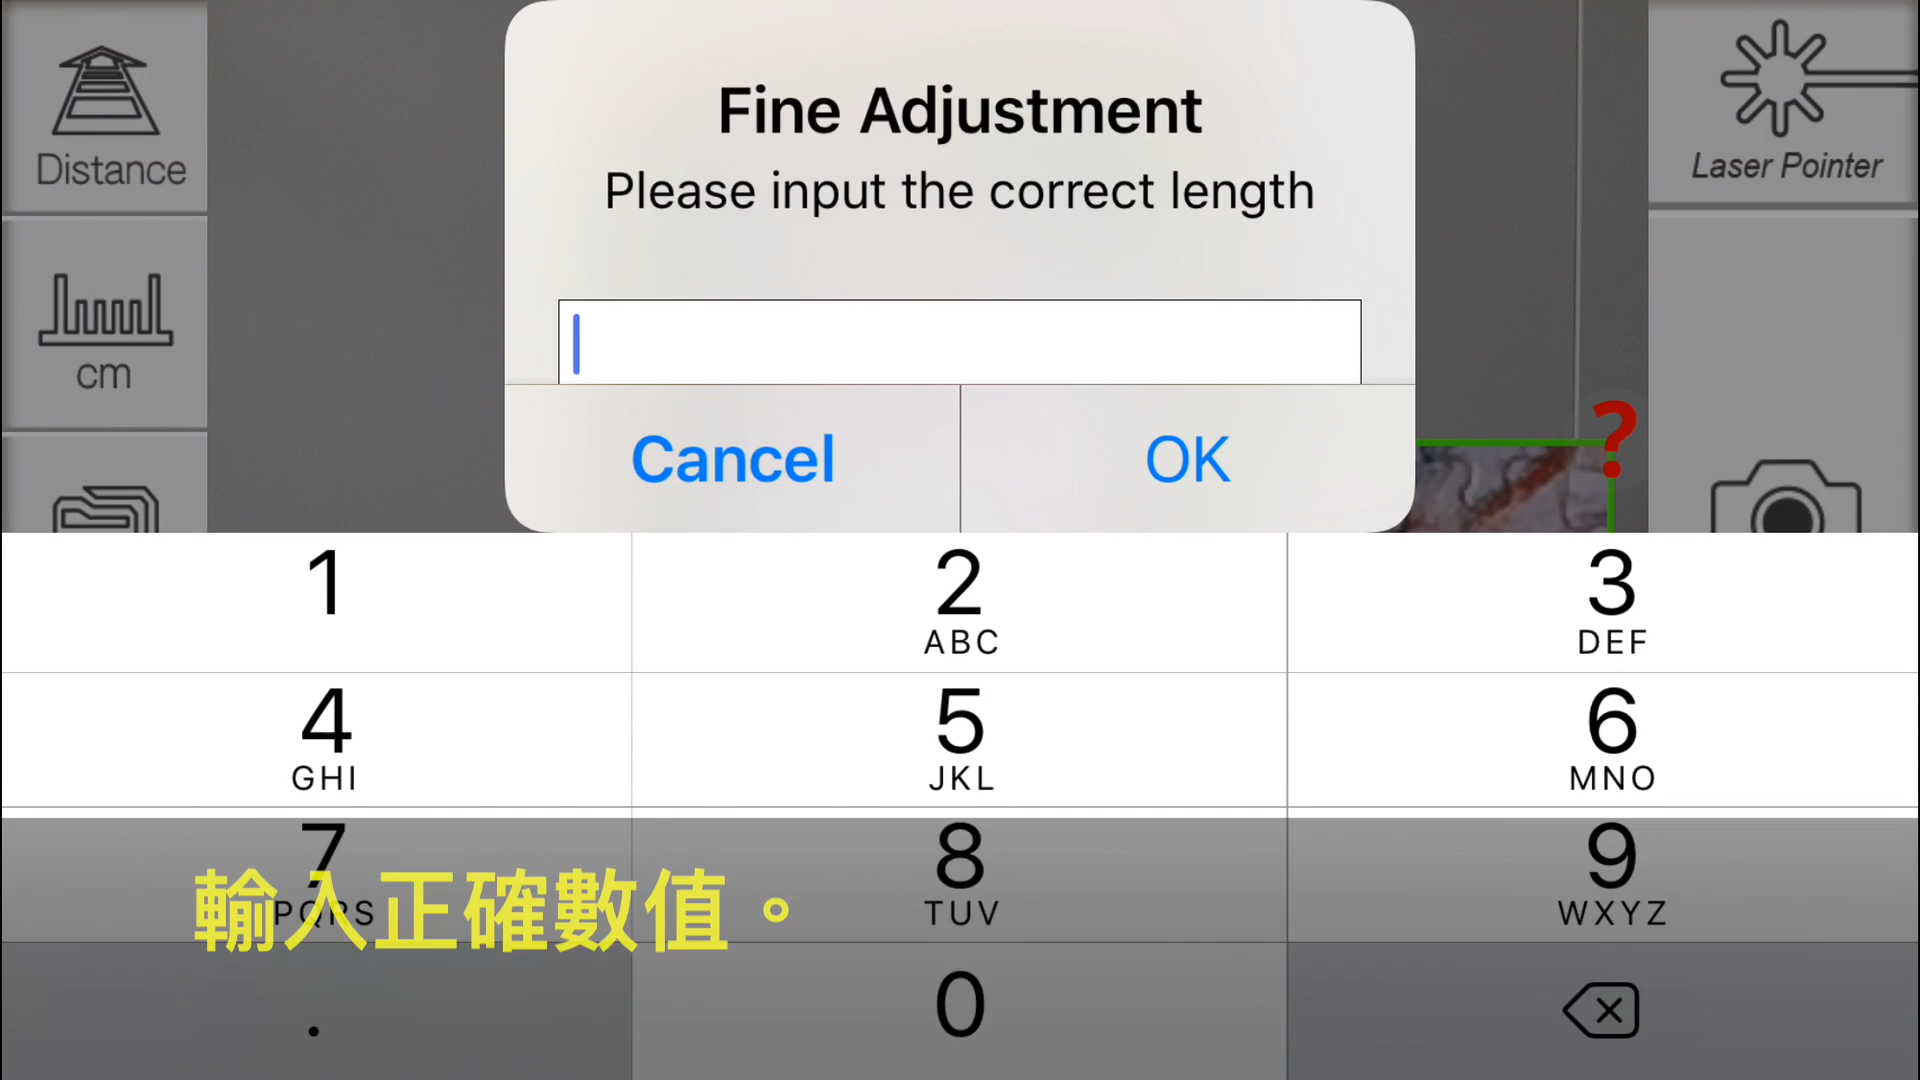 Fine Adjustment
Please input the correct length
Distance
Laser Pointer
cm
Cancel
OK
?
1
2
ABC
3
DEF
4
GHI
5
JKL
6
MNO
7
PQRS
8
TUV
9
WXYZ
輸入正確數值。
.
0